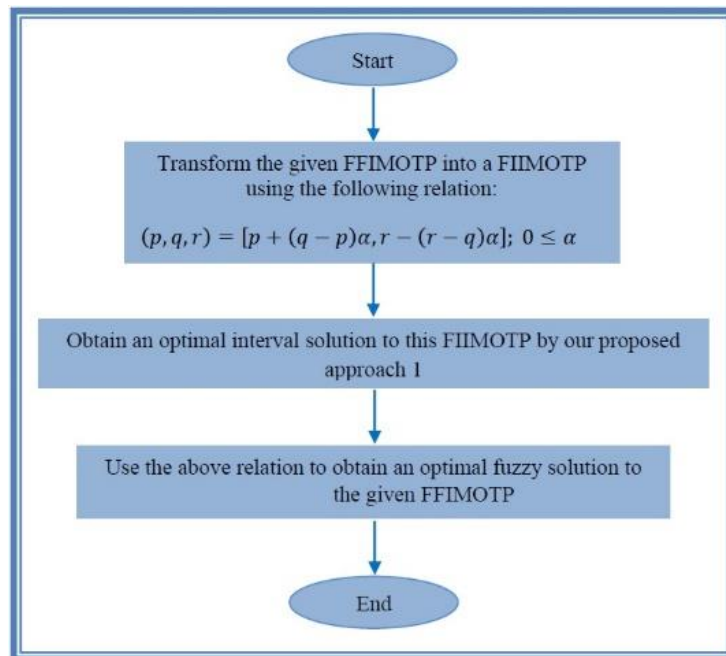 Start
Transform the given FFIMOTP into a FIIMOTP
using the following relation:
(p, q, r) = [p + (q − p)α, r − (r − q)α]; 0 ≤ α
Obtain an optimal interval solution to this FIIMOTP by our proposed
approach 1
Use the above relation to obtain an optimal fuzzy solution to
the given FFIMOTP
End